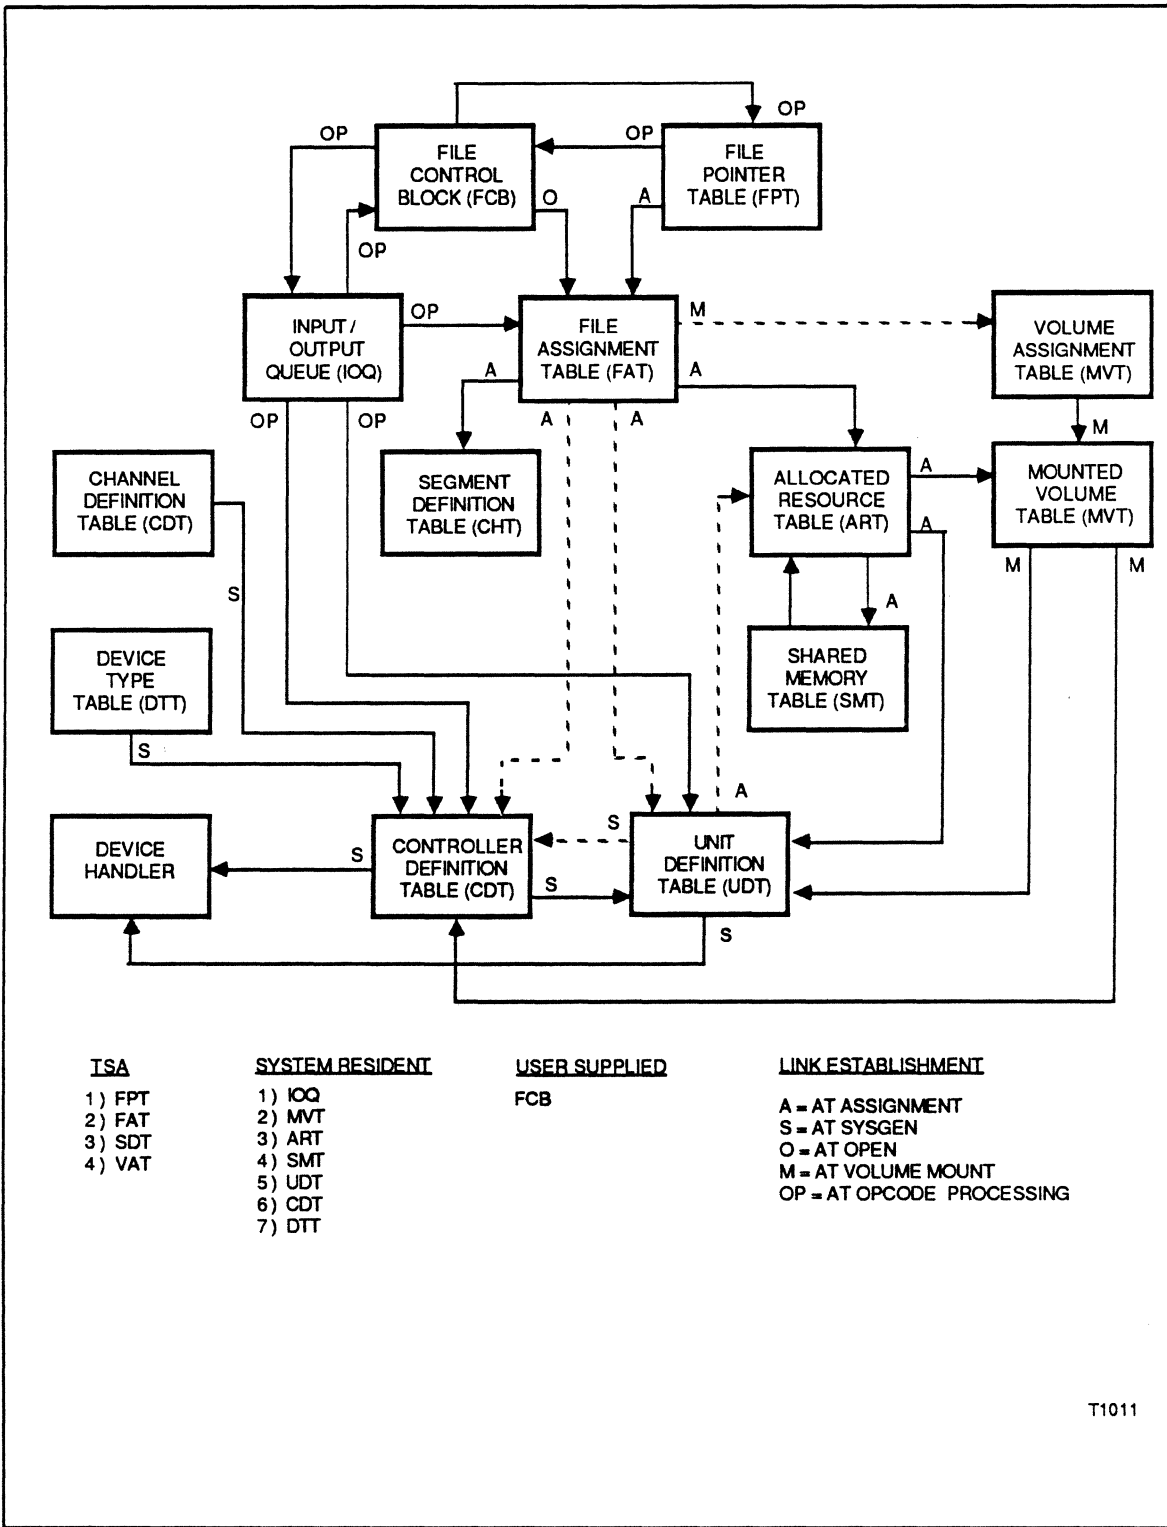 OP
OP
FILE
CONTROL
BLOCK (FCB)
OP
FILE
POINTER
TABLE (FPT)
O
A
OP
INPUT /
OUTPUT
QUEUE (IOQ)
OP
FILE
ASSIGNMENT
TABLE (FAT)
M
VOLUME
ASSIGNMENT
TABLE (MVT)
A
A
OP
OP
A
A
M
CHANNEL
DEFINITION
TABLE (CDT)
SEGMENT
DEFINITION
TABLE (CHT)
ALLOCATED
RESOURCE
TABLE (ART)
A
A
MOUNTED
VOLUME
TABLE (MVT)
M
M
S
A
DEVICE
TYPE
TABLE (DTT)
SHARED
MEMORY
TABLE (SMT)
S
A
S
DEVICE
HANDLER
S
CONTROLLER
DEFINITION
TABLE (CDT)
S
UNIT
DEFINITION
TABLE (UDT)
S
TSA
1) FPT
2) FAT
3) SDT
4) VAT
SYSTEM RESIDENT
1) IOQ
2) MVT
3) ART
4) SMT
5) UDT
6) CDT
7) DTT
USER SUPPLIED
FCB
LINK ESTABLISHMENT
A = AT ASSIGNMENT
S = AT SYSGEN
O = AT OPEN
M = AT VOLUME MOUNT
OP = AT OPCODE PROCESSING
T1011